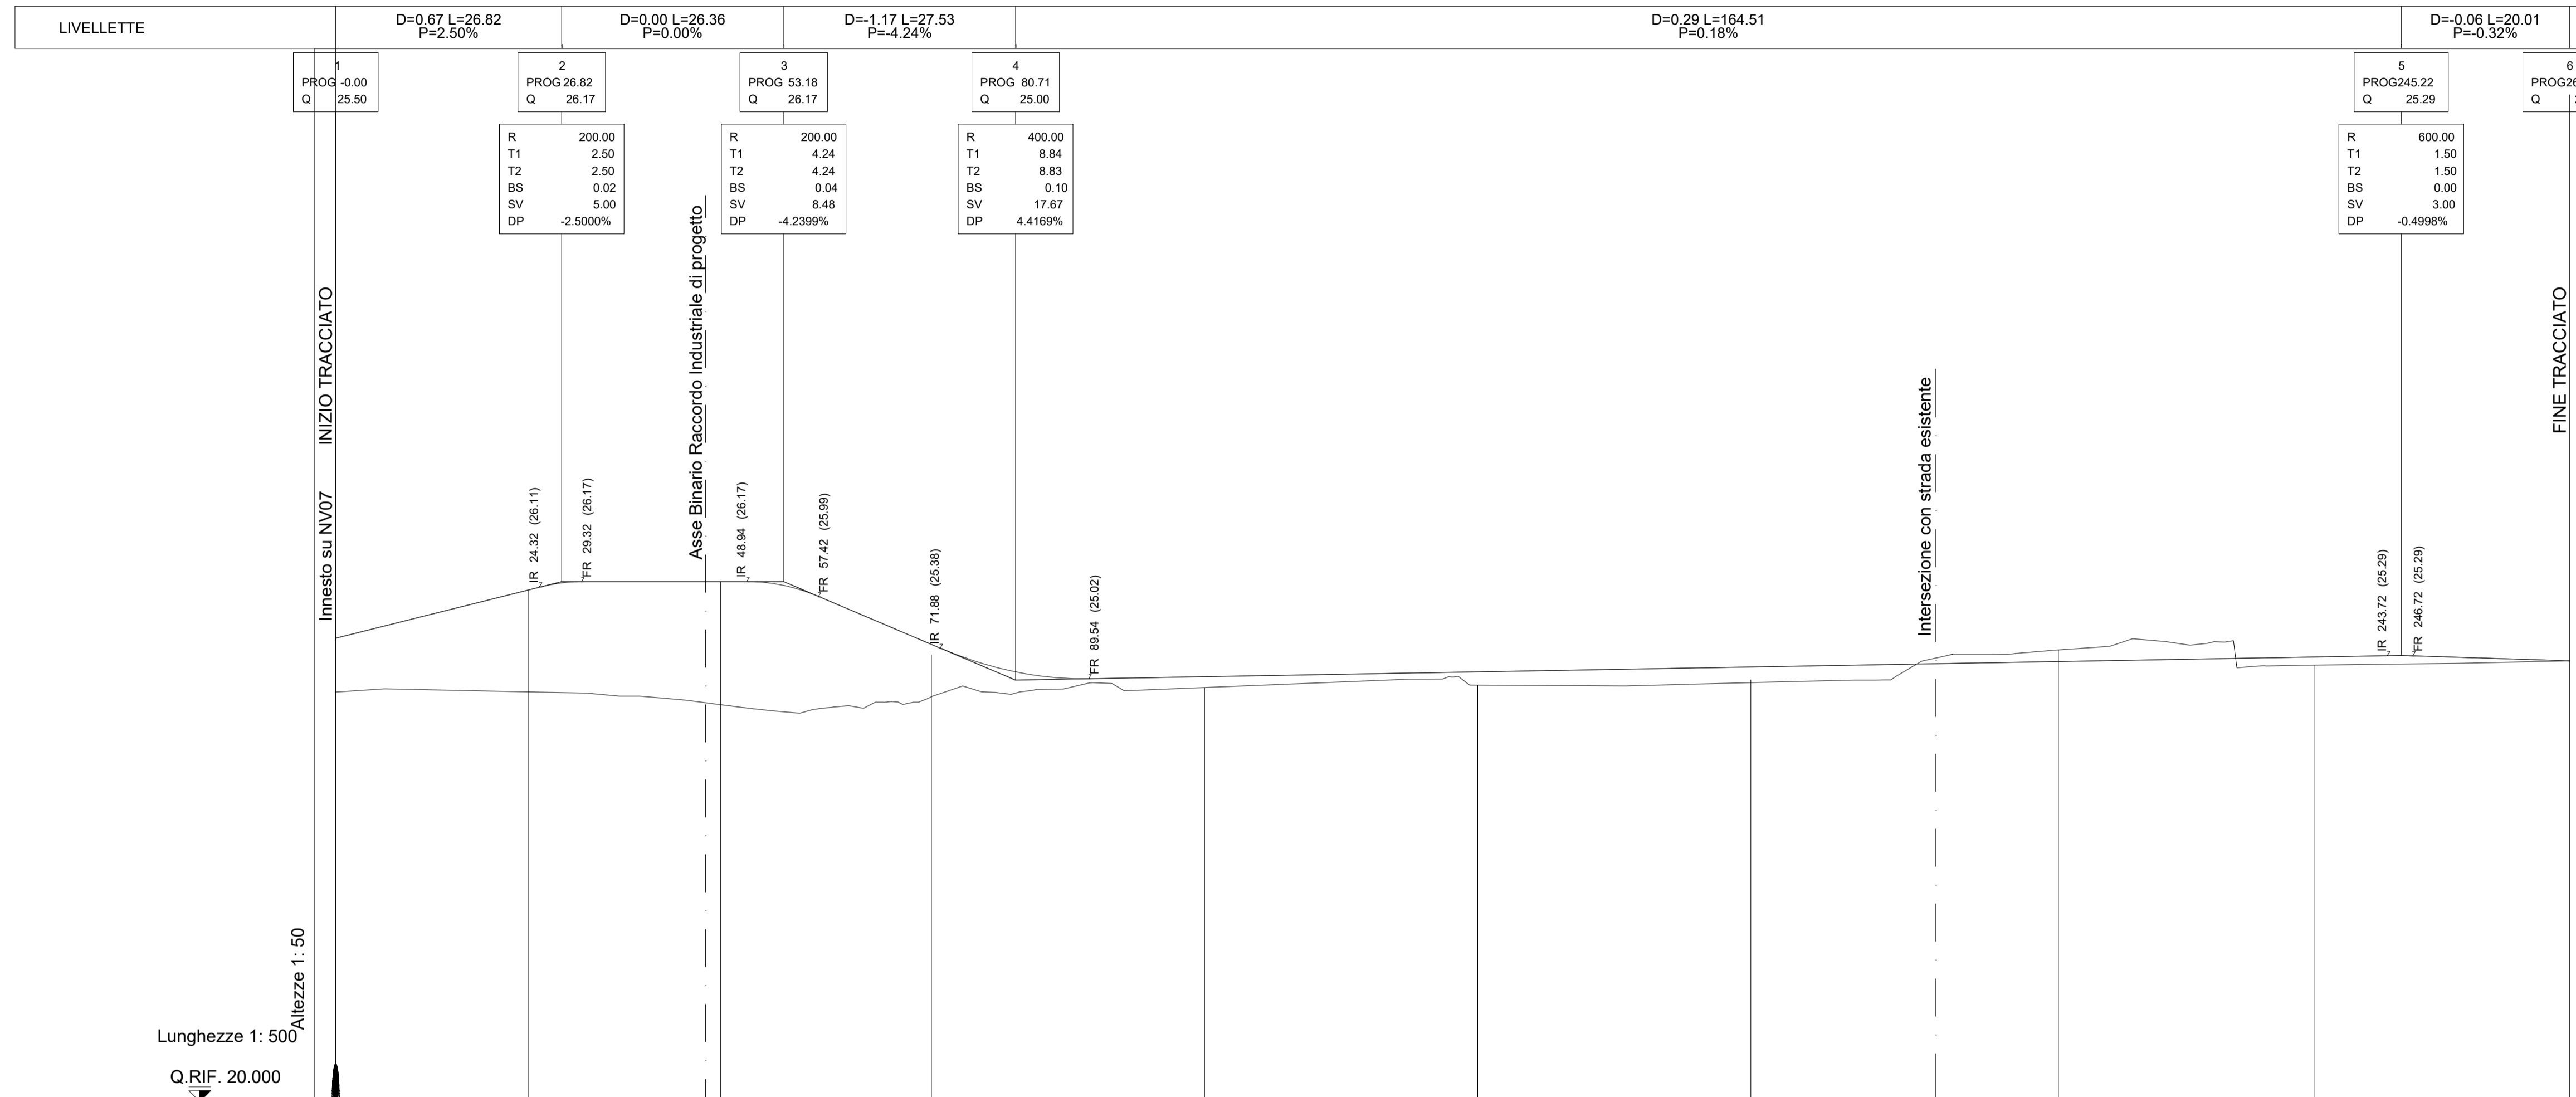 LIVELLETTE
D=0.67 L=26.82
P=2.50%
D=0.00 L=26.36
P=0.00%
D=-1.17 L=27.53
P=-4.24%
D=0.29 L=164.51
P=0.18%
D=-0.06 L=20.01
P=-0.32%
1
PROG -0.00
Q 25.50
2
PROG 26.82
Q 26.17
3
PROG 53.18
Q 26.17
4
PROG 80.71
Q 25.00
5
PROG245.22
Q 25.29
6
PROG26
Q
R 200.00
T1 2.50
T2 2.50
BS 0.02
SV 5.00
DP -2.5000%
R 200.00
T1 4.24
T2 4.24
BS 0.04
SV 8.48
DP -4.2399%
R 400.00
T1 8.84
T2 8.83
BS 0.10
SV 17.67
DP 4.4169%
R 600.00
T1 1.50
T2 1.50
BS 0.00
SV 3.00
DP -0.4998%
Innesto su NV07 INIZIO TRACCIATO
IR 24.32 (26.11)
FR 29.32 (26.17)
Asse Binario Raccordo Industriale di progetto
IR 48.94 (26.17)
FR 57.42 (25.99)
IR 71.88 (25.38)
FR 89.54 (25.02)
Intersezione con strada esistente
IR 243.72 (25.29)
FR 246.72 (25.29)
FINE TRACCIATO
Altezze 1: 50
Lunghezze 1: 500
Q.RIF. 20.000